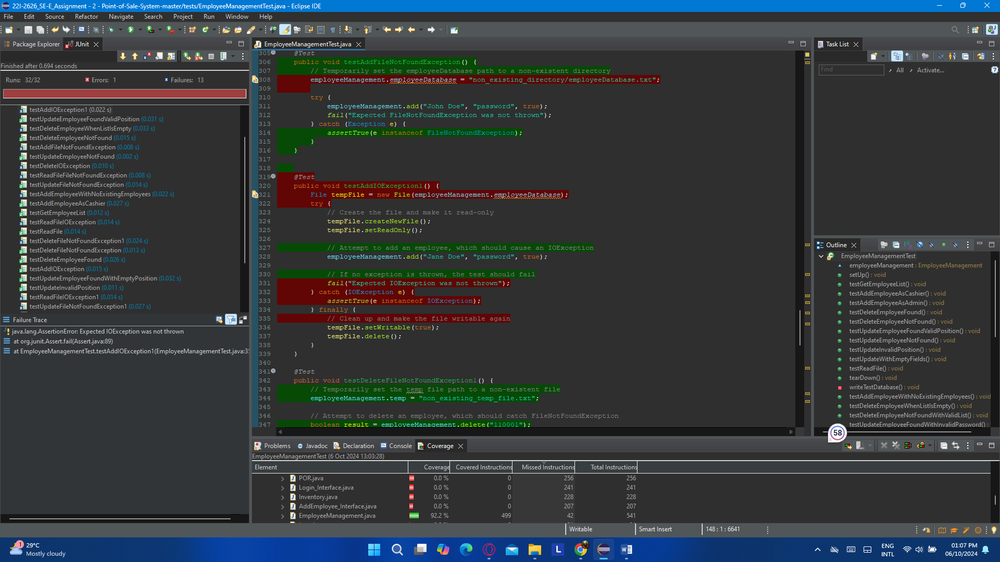 22I-2626_SE-E_Assignment - 2 - Point-of-Sale-System-master/tests/EmployeeManagementTest.java - Eclipse IDE
File Edit Source Refactor Navigate Search Project Run Window Help
Package Explorer JUnit
Finished after 0.694 seconds
Runs: 32/32 Errors: 1 Failures: 13
testAddIOException1 (0.022 s)
testUpdateEmployeeFoundValidPosition (0.031 s)
testDeleteEmployeeWhenListIsEmpty (0.033 s)
testDeleteEmployeeNotFound (0.015 s)
testAddFileNotFoundException (0.008 s)
testUpdateEmployeeNotFound (0.002 s)
testDeleteIOException (0.010 s)
testReadFileFileNotFoundException (0.008 s)
testUpdateFileNotFoundException (0.014 s)
testAddEmployeeWithNoExistingEmployees (0.022 s)
testAddEmployeeAsCashier (0.027 s)
testGetEmployeeList (0.012 s)
testReadFileIOException (0.014 s)
testReadFile (0.014 s)
testDeleteFileNotFoundException1 (0.024 s)
testDeleteFileNotFoundException (0.013 s)
testDeleteEmployeeFound (0.026 s)
testAddIOException (0.015 s)
testUpdateEmployeeFoundWithEmptyPosition (0.032 s)
testUpdateInvalidPosition (0.011 s)
testReadFileIOException1 (0.014 s)
testUpdateFileNotFoundException1 (0.027 s)
Failure Trace
java.lang.AssertionError: Expected IOException was not thrown
at org.junit.Assert.fail(Assert.java:89)
at EmployeeManagementTest.testAddIOException1(EmployeeManagementTest.java:3
EmployeeManagementTest.java
305 @Test
306 public void testAddFileNotFoundException() {
307 // Temporarily set the employeeDatabase path to a non-existent directory
308 employeeManagement.employeeDatabase = "non_existing_directory/employeeDatabase.txt";
309
310 try {
311 employeeManagement.add("John Doe", "password", true);
312 fail("Expected FileNotFoundException was not thrown");
313 } catch (Exception e) {
314 assertTrue(e instanceof FileNotFoundException);
315 }
316 }
317
318
319 @Test
320 public void testAddIOException1() {
321 File tempFile = new File(employeeManagement.employeeDatabase);
322 try {
323 // Create the file and make it read-only
324 tempFile.createNewFile();
325 tempFile.setReadOnly();
326
327 // Attempt to add an employee, which should cause an IOException
328 employeeManagement.add("Jane Doe", "password", true);
329
330 // If no exception is thrown, the test should fail
331 fail("Expected IOException was not thrown");
332 } catch (IOException e) {
333 assertTrue(e instanceof IOException);
334 } finally {
335 // Clean up and make the file writable again
336 tempFile.setWritable(true);
337 tempFile.delete();
338 }
339 }
340
341 @Test
342 public void testDeleteFileNotFoundException1() {
343 // Temporarily set the temp file path to a non-existent file
344 employeeManagement.temp = "non_existing_temp_file.txt";
345
346 // Attempt to delete an employee, which should catch FileNotFoundException
347 boolean result = employeeManagement.delete("110001");
Task List
Find All Activate...
Outline
EmployeeManagementTest
employeeManagement : EmployeeManagement
setUp() : void
testGetEmployeeList() : void
testAddEmployeeAsCashier() : void
testAddEmployeeAsAdmin() : void
testDeleteEmployeeFound() : void
testDeleteEmployeeNotFound() : void
testUpdateEmployeeFoundValidPosition() : void
testUpdateEmployeeNotFound() : void
testUpdateInvalidPosition() : void
testUpdateWithEmptyFields() : void
testReadFile() : void
tearDown() : void
writeTestDatabase() : void
testAddEmployeeWithNoExistingEmployees() : void
testDeleteEmployeeWhenListIsEmpty() : void
testDeleteEmployeeNotFoundWithValidList() : void
testUpdateEmployeeFoundWithInvalidPassword() :
58
Problems Javadoc Declaration Console Coverage
EmployeeManagementTest (6 Oct 2024 13:03:28)
Element Coverage Covered Instructions Missed Instructions Total Instructions
POR.java 0.0 % 0 256 256
Login_Interface.java 0.0 % 0 241 241
Inventory.java 0.0 % 0 228 228
AddEmployee_Interface.java 0.0 % 0 207 207
EmployeeManagement.java 92.2 % 499 42 541
Writable Smart Insert 148 : 1 : 6641
1
29°C
Mostly cloudy
ENG
INTL
01:07 PM
06/10/2024